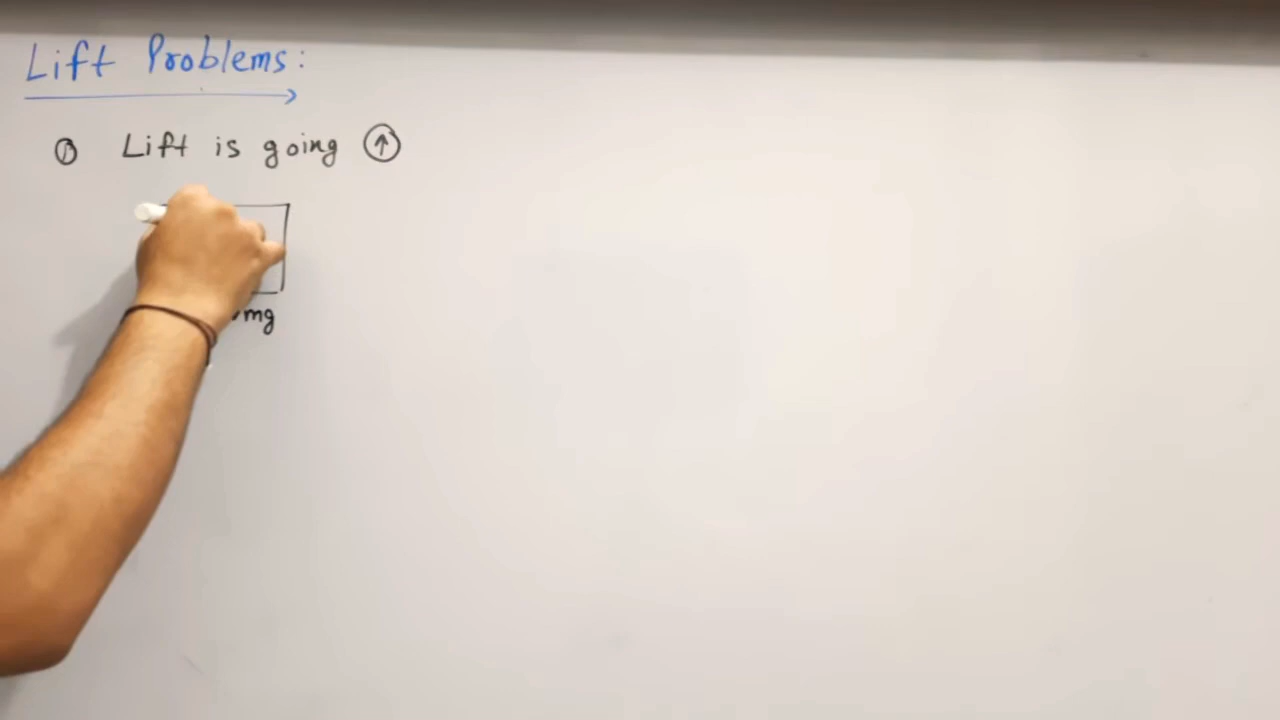 Lift Problems:
① Lift is going ↑
mg